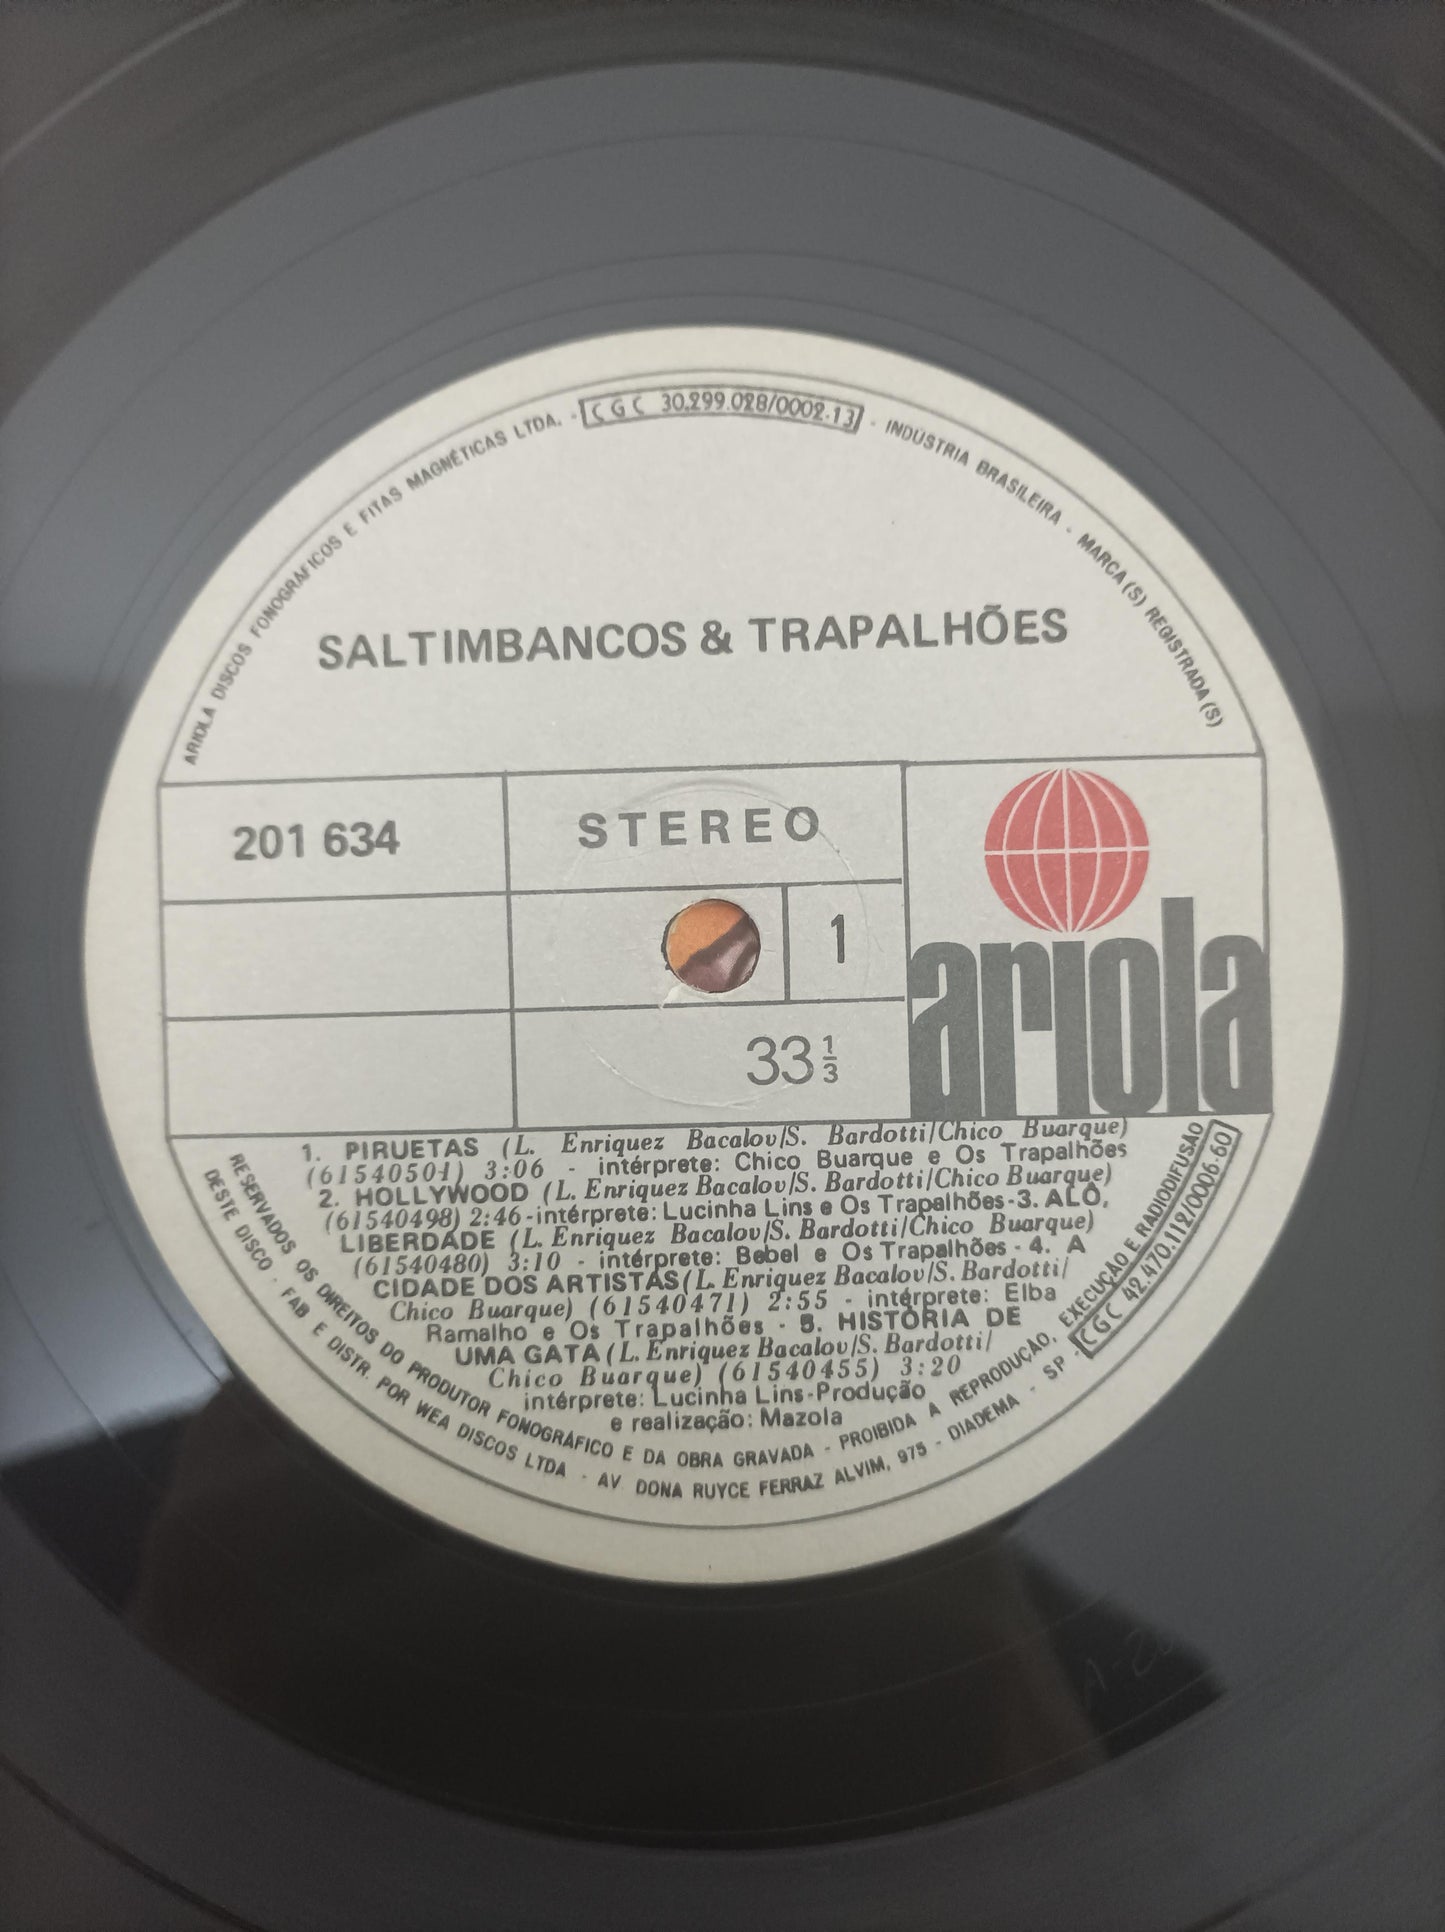 ARIOLA DISCOS FONOGRÁFICOS E FITAS MAGNÉTICAS LTDA. - CGC 30.299.028/0002-13 - INDÚSTRIA BRASILEIRA - MARCA(S) REGISTRADA(S)
SALTIMBANCOS & TRAPALHÕES
201 634
STEREO
1
33 1/3
ariola
1. PIRUETAS (L. Enriquez Bacalov/S. Bardotti/Chico Buarque)
(61540501) 3:06 - intérprete: Chico Buarque e Os Trapalhões
2. HOLLYWOOD (L. Enriquez Bacalov/S. Bardotti/Chico Buarque)
(61540498) 2:46-intérprete: Lucinha Lins e Os Trapalhões-3. ALÔ,
LIBERDADE (L. Enriquez Bacalov/S. Bardotti/Chico Buarque)
(61540480) 3:10 - intérprete: Bebel e Os Trapalhões - 4. A
CIDADE DOS ARTISTAS(L. Enriquez Bacalov/S. Bardotti/
Chico Buarque) (61540471) 2:55 - intérprete: Elba
Ramalho e Os Trapalhões - 5. HISTÓRIA DE
UMA GATA (L. Enriquez Bacalov/S. Bardotti/
Chico Buarque) (61540455) 3:20
intérprete: Lucinha Lins-Produção
e realização: Mazola
RESERVADOS OS DIREITOS DO PRODUTOR FONOGRÁFICO E DA OBRA GRAVADA - PROIBIDA A REPRODUÇÃO, EXECUÇÃO E RADIODIFUSÃO
DESTE DISCO - FAB E DISTR. POR WEA DISCOS LTDA - AV DONA RUYCE FERRAZ ALVIM, 975 - DIADEMA - SP - CGC 42.470.112/0006-60